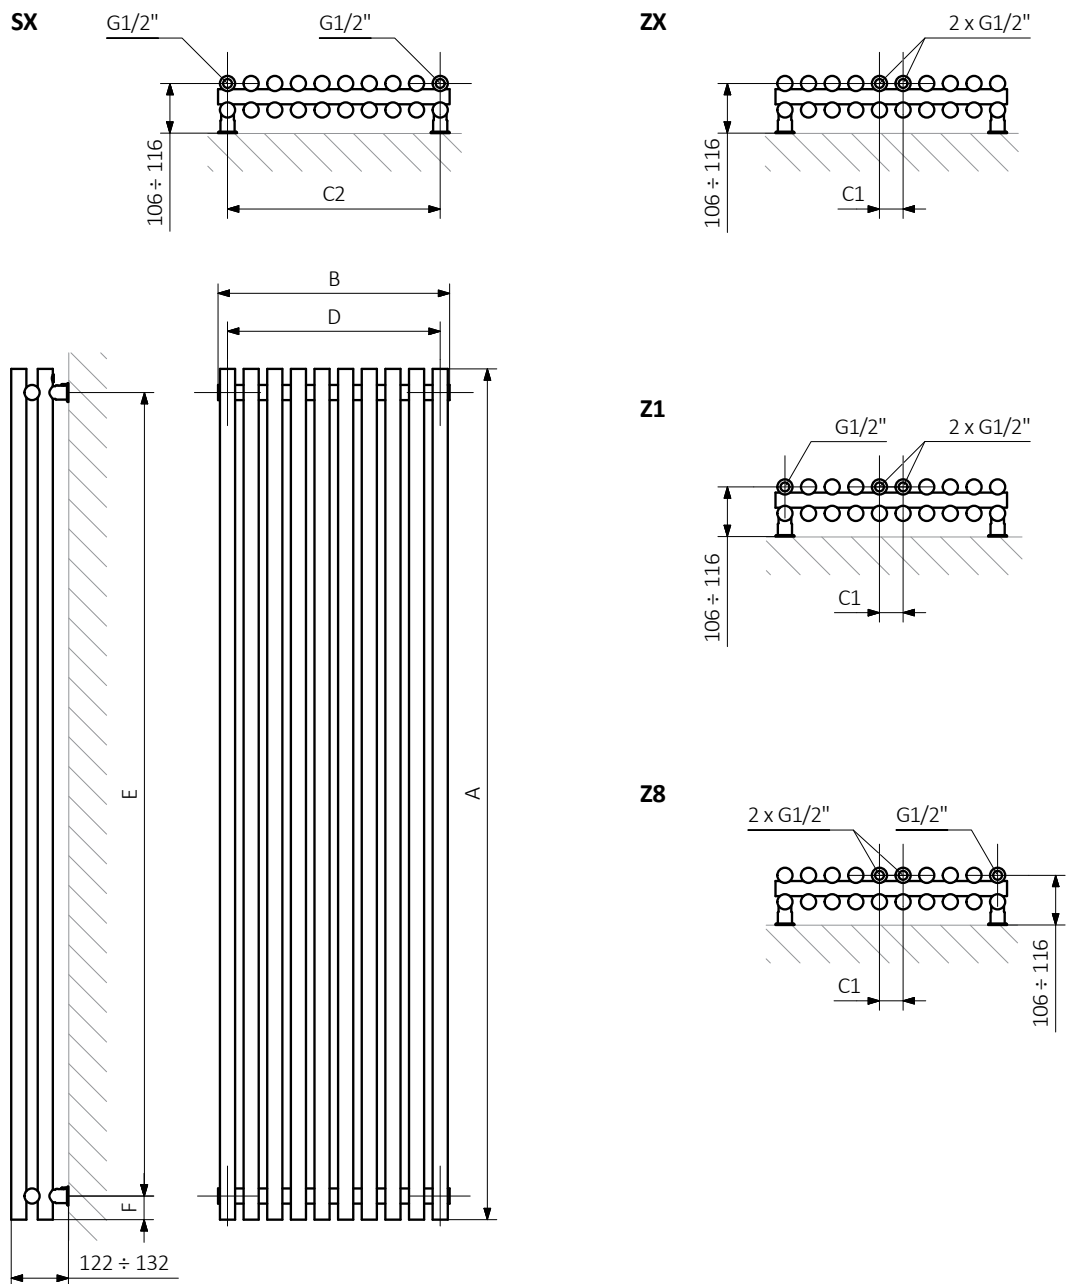 SX
G1/2"
G1/2"
106 ÷ 116
C2
ZX
2 x G1/2"
106 ÷ 116
C1
B
D
E
A
F
122 ÷ 132
Z1
G1/2"
2 x G1/2"
106 ÷ 116
C1
Z8
2 x G1/2"
G1/2"
106 ÷ 116
C1